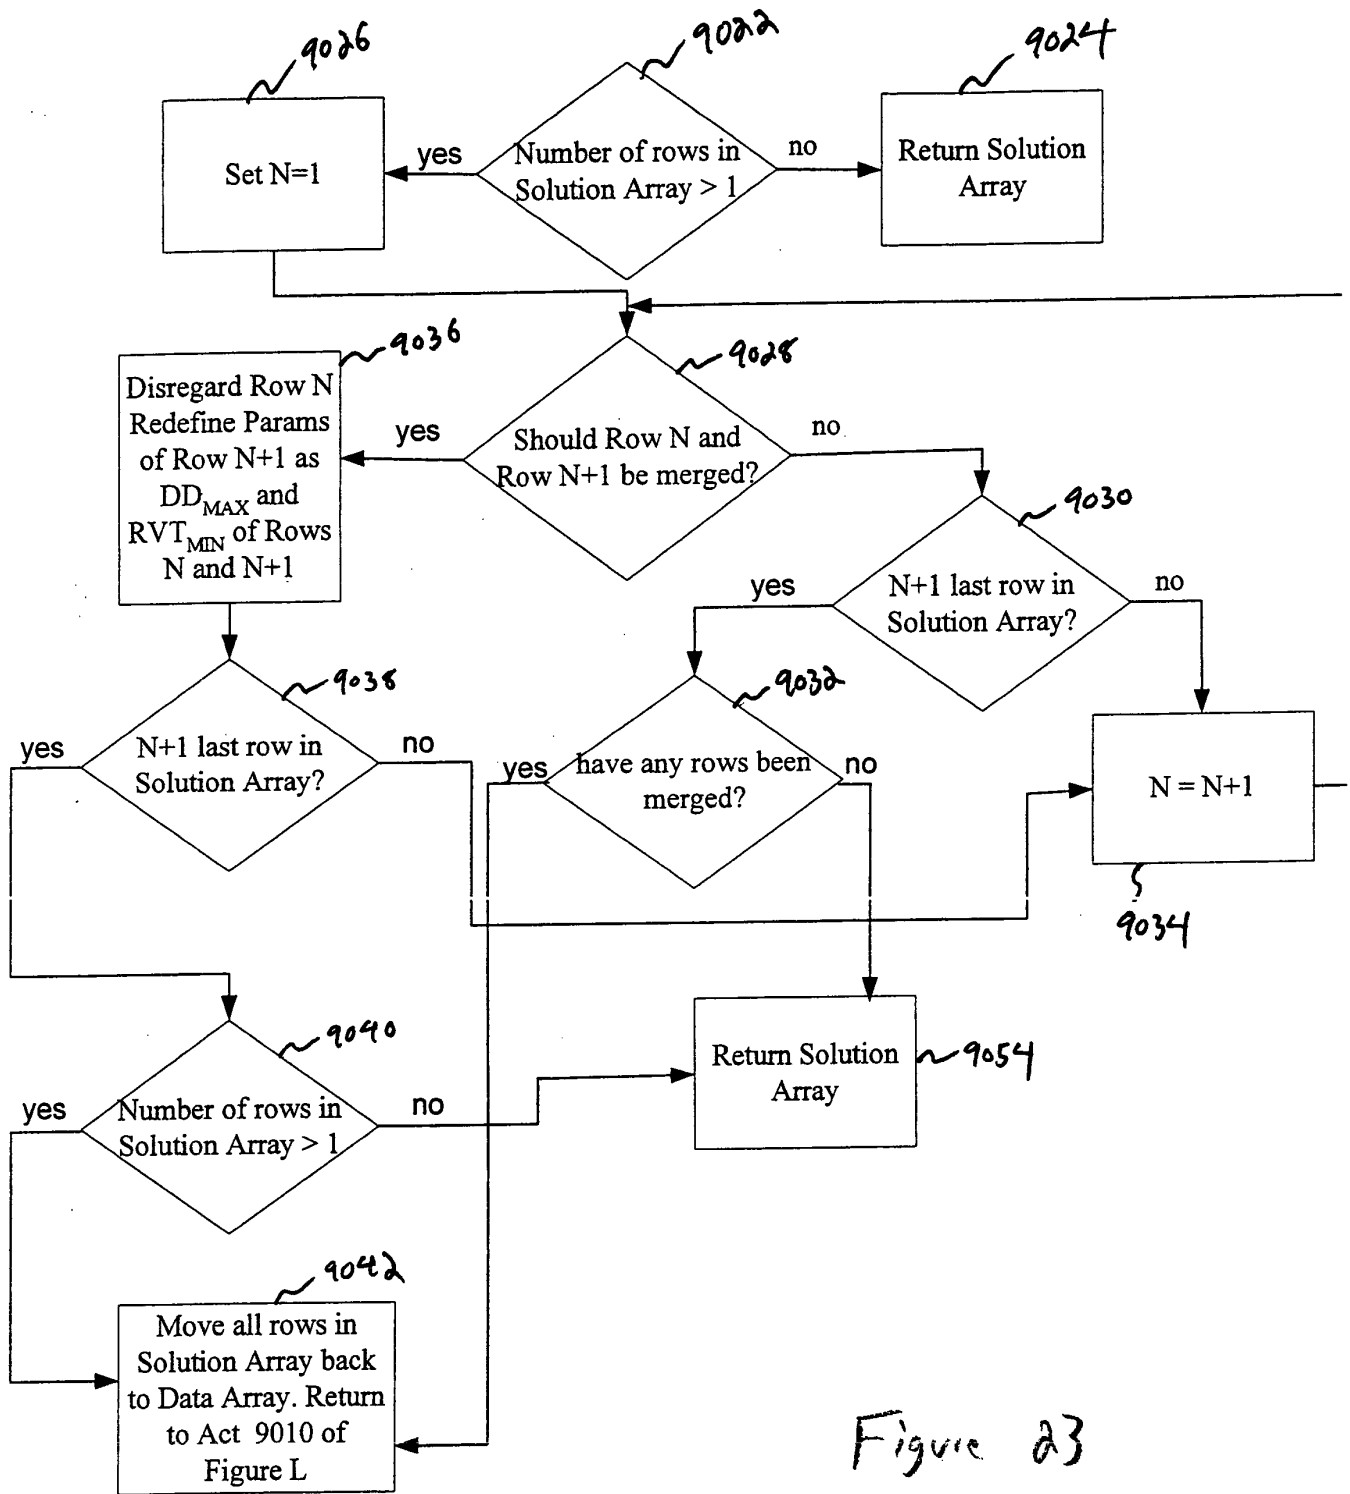 9026
9022
9024
Set N=1
yes
Number of rows in
Solution Array > 1
no
Return Solution
Array
9036
Disregard Row N
Redefine Params
of Row N+1 as
DDMAX and
RVTMIN of Rows
N and N+1
yes
9028
Should Row N and
Row N+1 be merged?
no
9030
N+1 last row in
Solution Array?
yes
no
9038
N+1 last row in
Solution Array?
yes
no
9032
have any rows been
merged?
yes
no
N = N+1
9034
9040
Number of rows in
Solution Array > 1
yes
no
Return Solution
Array
9054
9042
Move all rows in
Solution Array back
to Data Array. Return
to Act 9010 of
Figure L
Figure 23